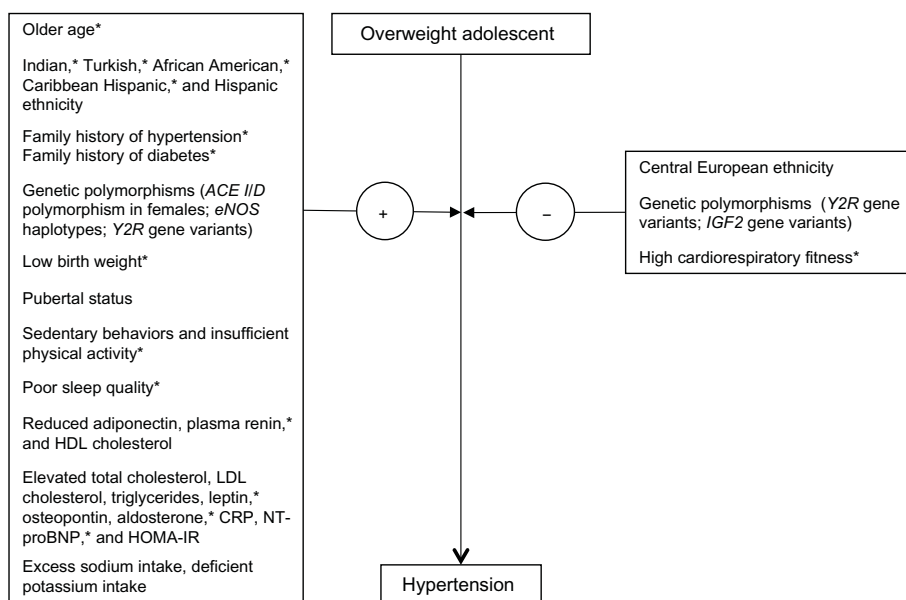 Older age*
Indian,* Turkish,* African American,*
Caribbean Hispanic,* and Hispanic
ethnicity
Family history of hypertension*
Family history of diabetes*
Genetic polymorphisms (ACE I/D
polymorphism in females; eNOS
haplotypes; Y2R gene variants)
Low birth weight*
Pubertal status
Sedentary behaviors and insufficient
physical activity*
Poor sleep quality*
Reduced adiponectin, plasma renin,*
and HDL cholesterol
Elevated total cholesterol, LDL
cholesterol, triglycerides, leptin,*
osteopontin, aldosterone,* CRP, NT-
proBNP,* and HOMA-IR
Excess sodium intake, deficient
potassium intake
Overweight adolescent
+
−
Central European ethnicity
Genetic polymorphisms (Y2R gene
variants; IGF2 gene variants)
High cardiorespiratory fitness*
Hypertension